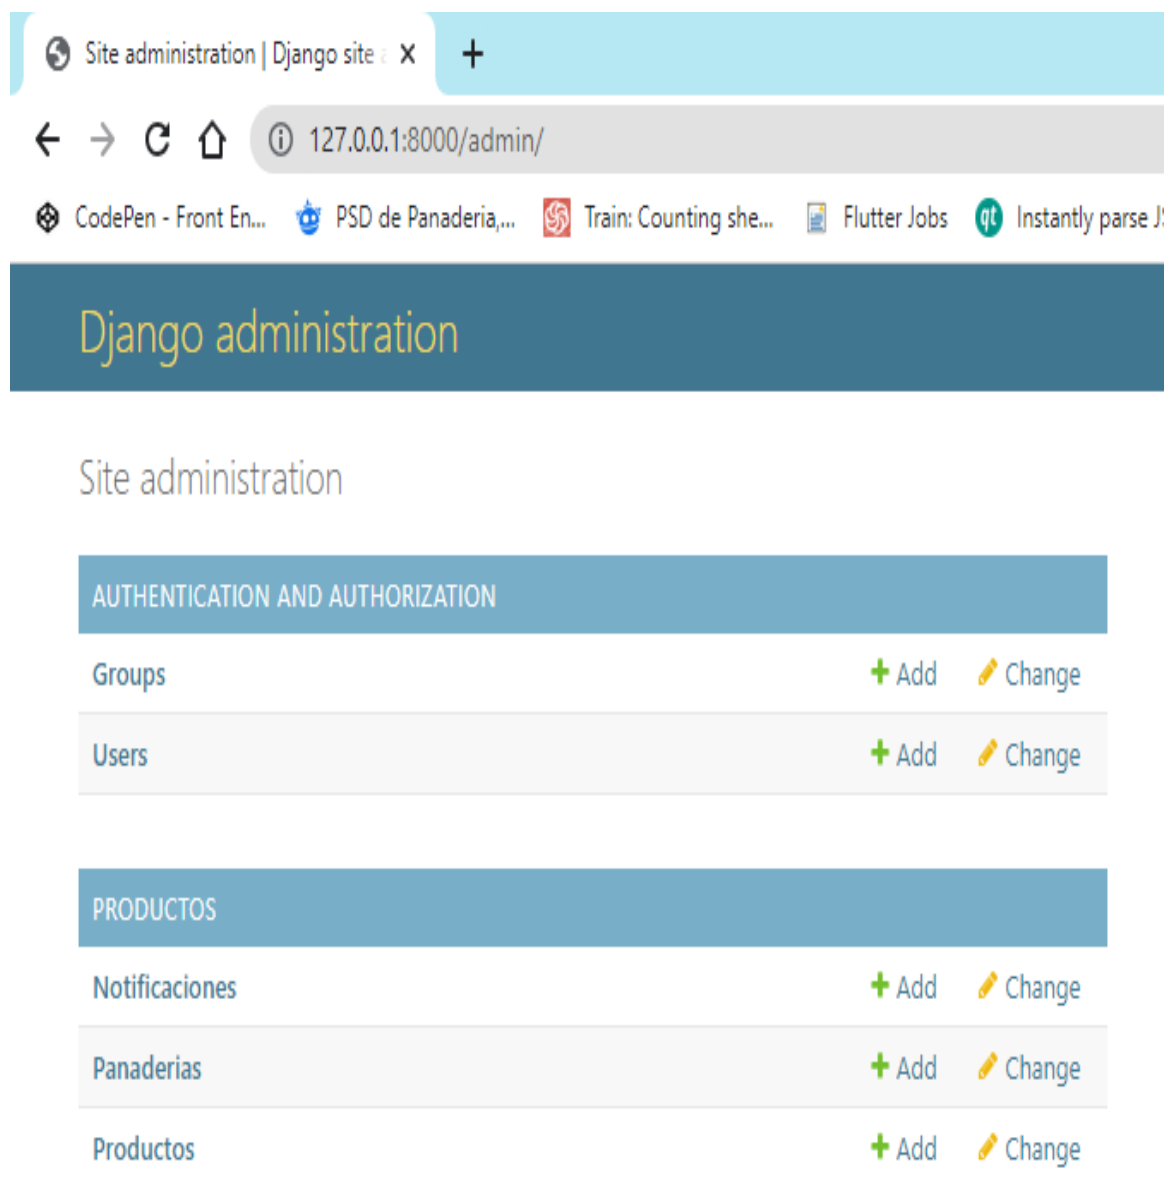 Site administration | Django site
127.0.0.1:8000/admin/
CodePen - Front En... PSD de Panaderia,... Train: Counting she... Flutter Jobs qt Instantly parse JS
Django administration
Site administration
AUTHENTICATION AND AUTHORIZATION
Groups Add Change
Users Add Change
PRODUCTOS
Notificaciones Add Change
Panaderias Add Change
Productos Add Change